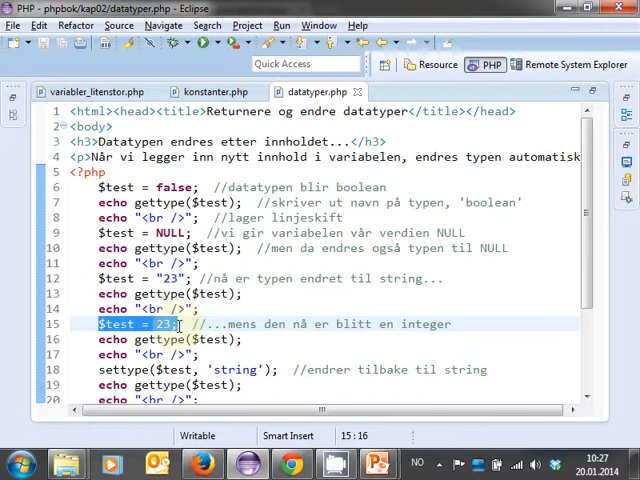 PHP - phpbok/kap02/datatyper.php - Eclipse
File Edit Refactor Source Navigate Search Project Run Window Help
Quick Access
Resource PHP Remote System Explorer
variabler_litenstor.php konstanter.php datatyper.php
1 <html><head><title>Returnere og endre datatyper</title></head>
2 <body>
3 <h3>Datatypen endres etter innholdet...</h3>
4 <p>Når vi legger inn nytt innhold i variabelen, endres typen automatisk
5 <?php
6 $test = false; //datatypen blir boolean
7 echo gettype($test); //skriver ut navn på typen, 'boolean'
8 echo "<br />"; //lager linjeskift
9 $test = NULL; //vi gir variabelen vår verdien NULL
10 echo gettype($test); //men da endres også typen til NULL
11 echo "<br />";
12 $test = "23"; //nå er typen endret til string...
13 echo gettype($test);
14 echo "<br />";
15 $test = 23; //...mens den nå er blitt en integer
16 echo gettype($test);
17 echo "<br />";
18 settype($test, 'string'); //endrer tilbake til string
19 echo gettype($test);
20 echo "<br />";
Writable Smart Insert 15 : 16
NO 10:27
20.01.2014